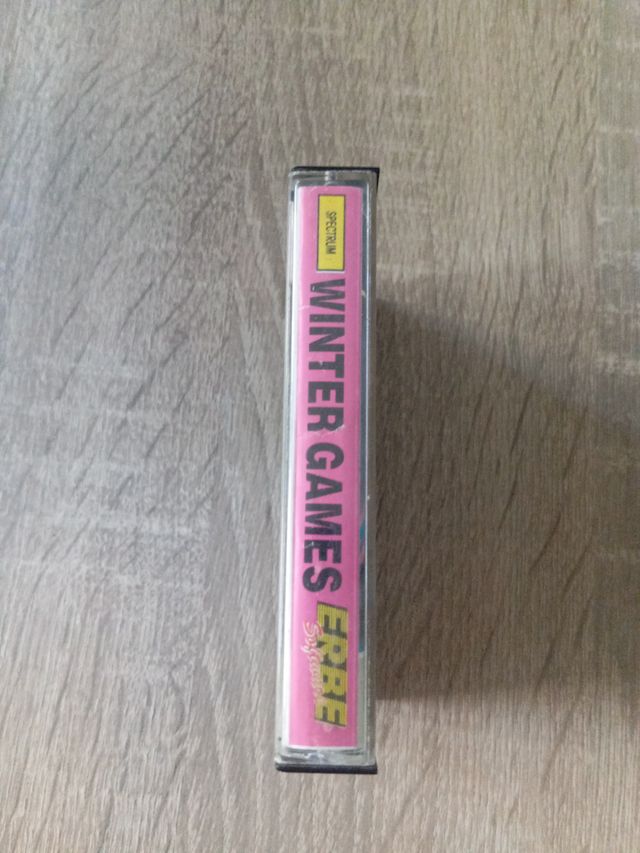 SPECTRUM
WINTER GAMES
ERBE
Software